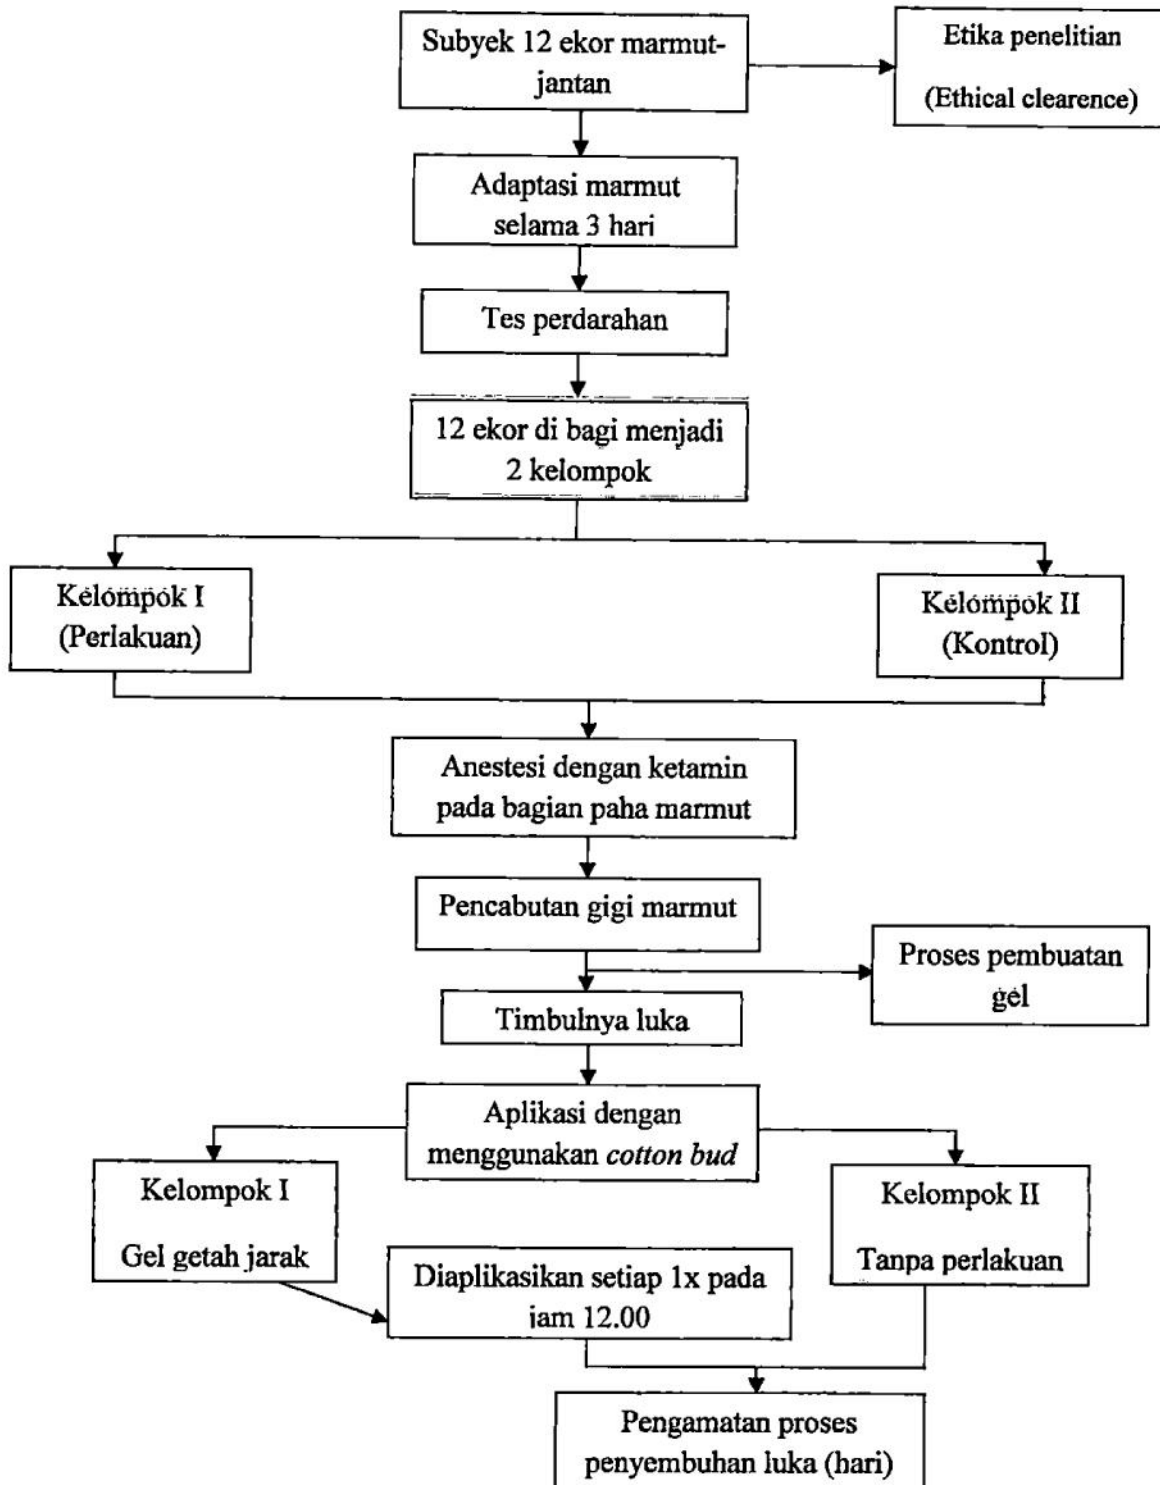 Subyek 12 ekor marmut-
jantan
Etika penelitian
(Ethical clearence)
Adaptasi marmut
selama 3 hari
Tes perdarahan
12 ekor di bagi menjadi
2 kelompok
Kelompok I
(Perlakuan)
Kelompok II
(Kontrol)
Anestesi dengan ketamin
pada bagian paha marmut
Pencabutan gigi marmut
Proses pembuatan
gel
Timbulnya luka
Aplikasi dengan
menggunakan cotton bud
Kelompok I
Gel getah jarak
Kelompok II
Tanpa perlakuan
Diaplikasikan setiap 1x pada
jam 12.00
Pengamatan proses
penyembuhan luka (hari)